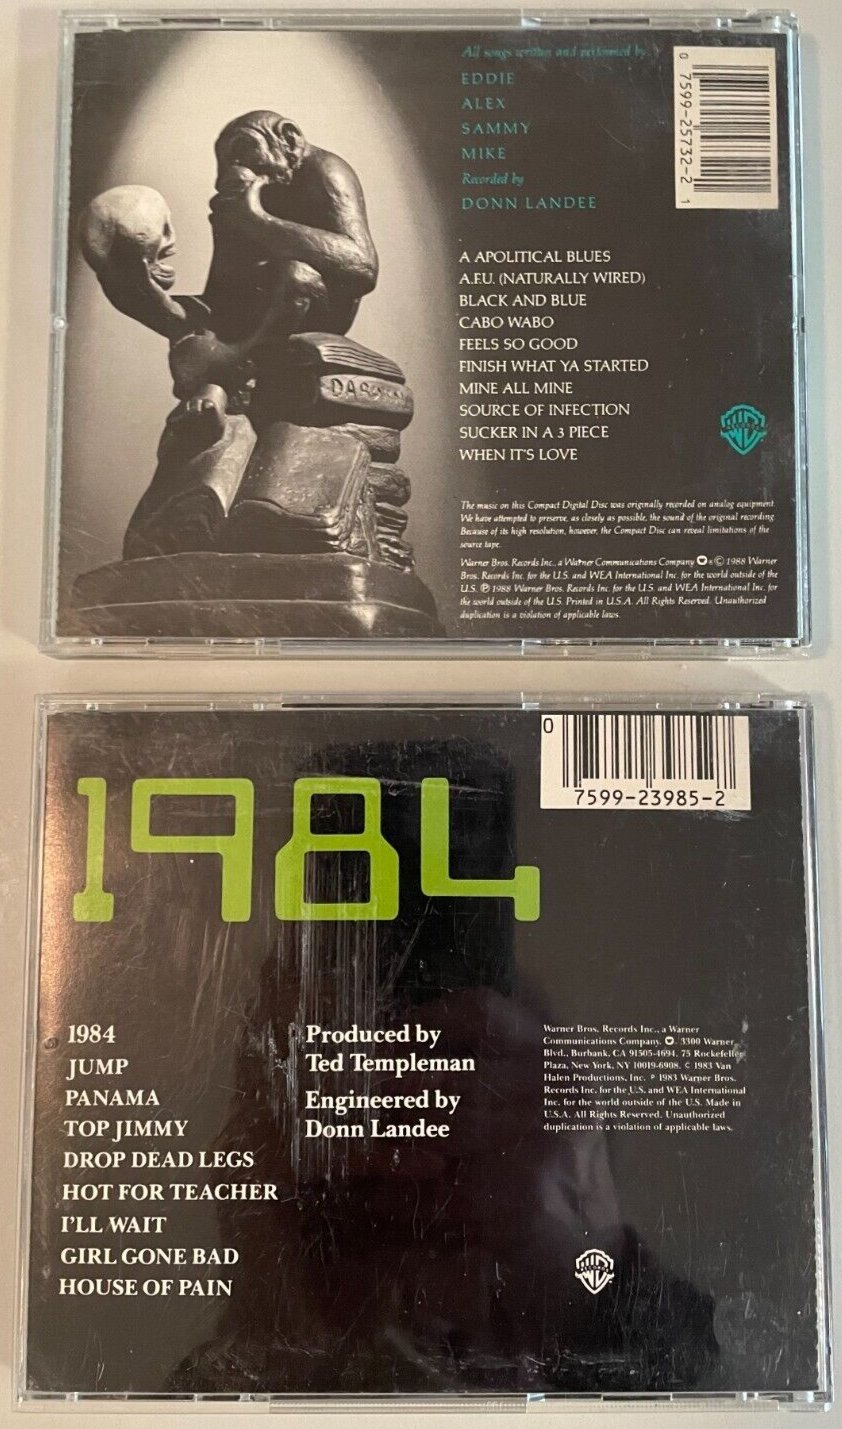 All songs written and performed by
EDDIE
ALEX
SAMMY
MIKE
Recorded by
DONN LANDEE
0 7599-25732-2 1
A APOLITICAL BLUES
A.F.U. (NATURALLY WIRED)
BLACK AND BLUE
CABO WABO
FEELS SO GOOD
FINISH WHAT YA STARTED
MINE ALL MINE
SOURCE OF INFECTION
SUCKER IN A 3 PIECE
WHEN IT'S LOVE
The music on this Compact Digital Disc was originally recorded on analog equipment.
We have attempted to preserve, as closely as possible, the sound of the original recording.
Because of its high resolution, however, the Compact Disc can reveal limitations of the
source tape.
Warner Bros. Records Inc., a Warner Communications Company ® © 1988 Warner
Bros. Records Inc. for the U.S. and WEA International Inc. for the world outside of the
U.S. ℗ 1988 Warner Bros. Records Inc. for the U.S. and WEA International Inc. for
the world outside of the U.S. Printed in U.S.A. All Rights Reserved. Unauthorized
duplication is a violation of applicable laws.
1984
0 7599-23985-2
1984
JUMP
PANAMA
TOP JIMMY
DROP DEAD LEGS
HOT FOR TEACHER
I'LL WAIT
GIRL GONE BAD
HOUSE OF PAIN
Produced by
Ted Templeman
Engineered by
Donn Landee
Warner Bros. Records Inc., a Warner
Communications Company. 3300 Warner
Blvd., Burbank, CA 91505-4694. 75 Rockefeller
Plaza, New York, NY 10019-6908. © 1983 Van
Halen Productions, Inc. ℗ 1983 Warner Bros.
Records Inc. for the U.S. and WEA International
Inc. for the world outside of the U.S. Made in
U.S.A. All Rights Reserved. Unauthorized
duplication is a violation of applicable laws.
RECORDS